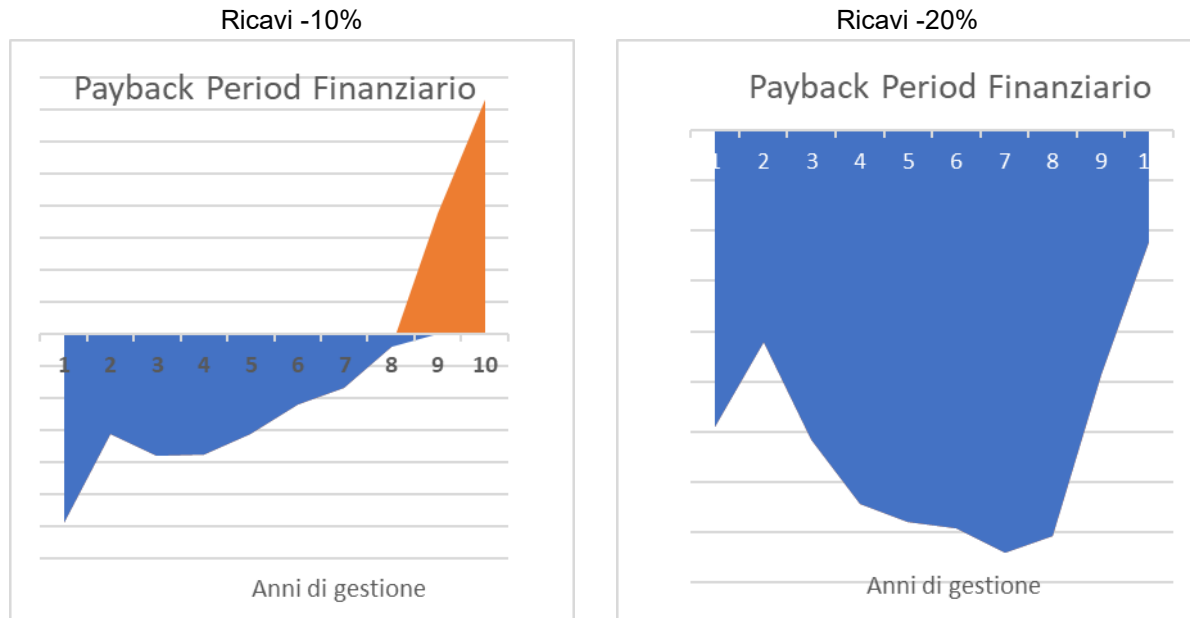 Ricavi -10%
Payback Period Finanziario
1 2 3 4 5 6 7 8 9 10
Anni di gestione
Ricavi -20%
Payback Period Finanziario
1 2 3 4 5 6 7 8 9 1
Anni di gestione